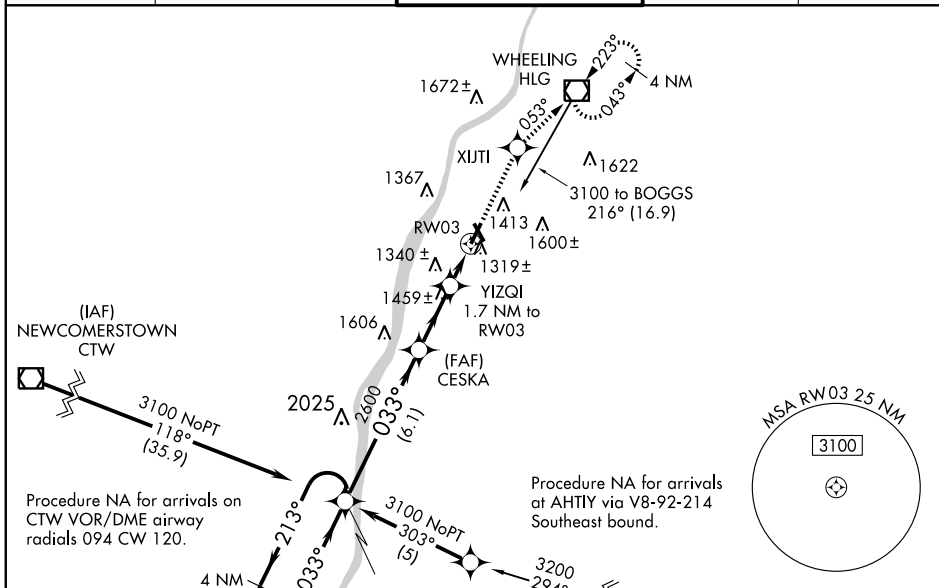 WHEELING
HLG
223°
4 NM
043°
1672±
053°
XIJTI
1622
1367
3100 to BOGGS
216° (16.9)
RW03
1413
1600±
1340 ±
1319±
1459±
YIZQI
1.7 NM to
RW03
1606
(IAF)
NEWCOMERSTOWN
CTW
(FAF)
CESKA
2600
033°
(6.1)
2025
3100 NoPT
118°
(35.9)
MSA RW03 25 NM
3100
Procedure NA for arrivals on
CTW VOR/DME airway
radials 094 CW 120.
Procedure NA for arrivals
at AHTIY via V8-92-214
Southeast bound.
213°
033°
3100 NoPT
303°
(5)
4 NM
3200
294°